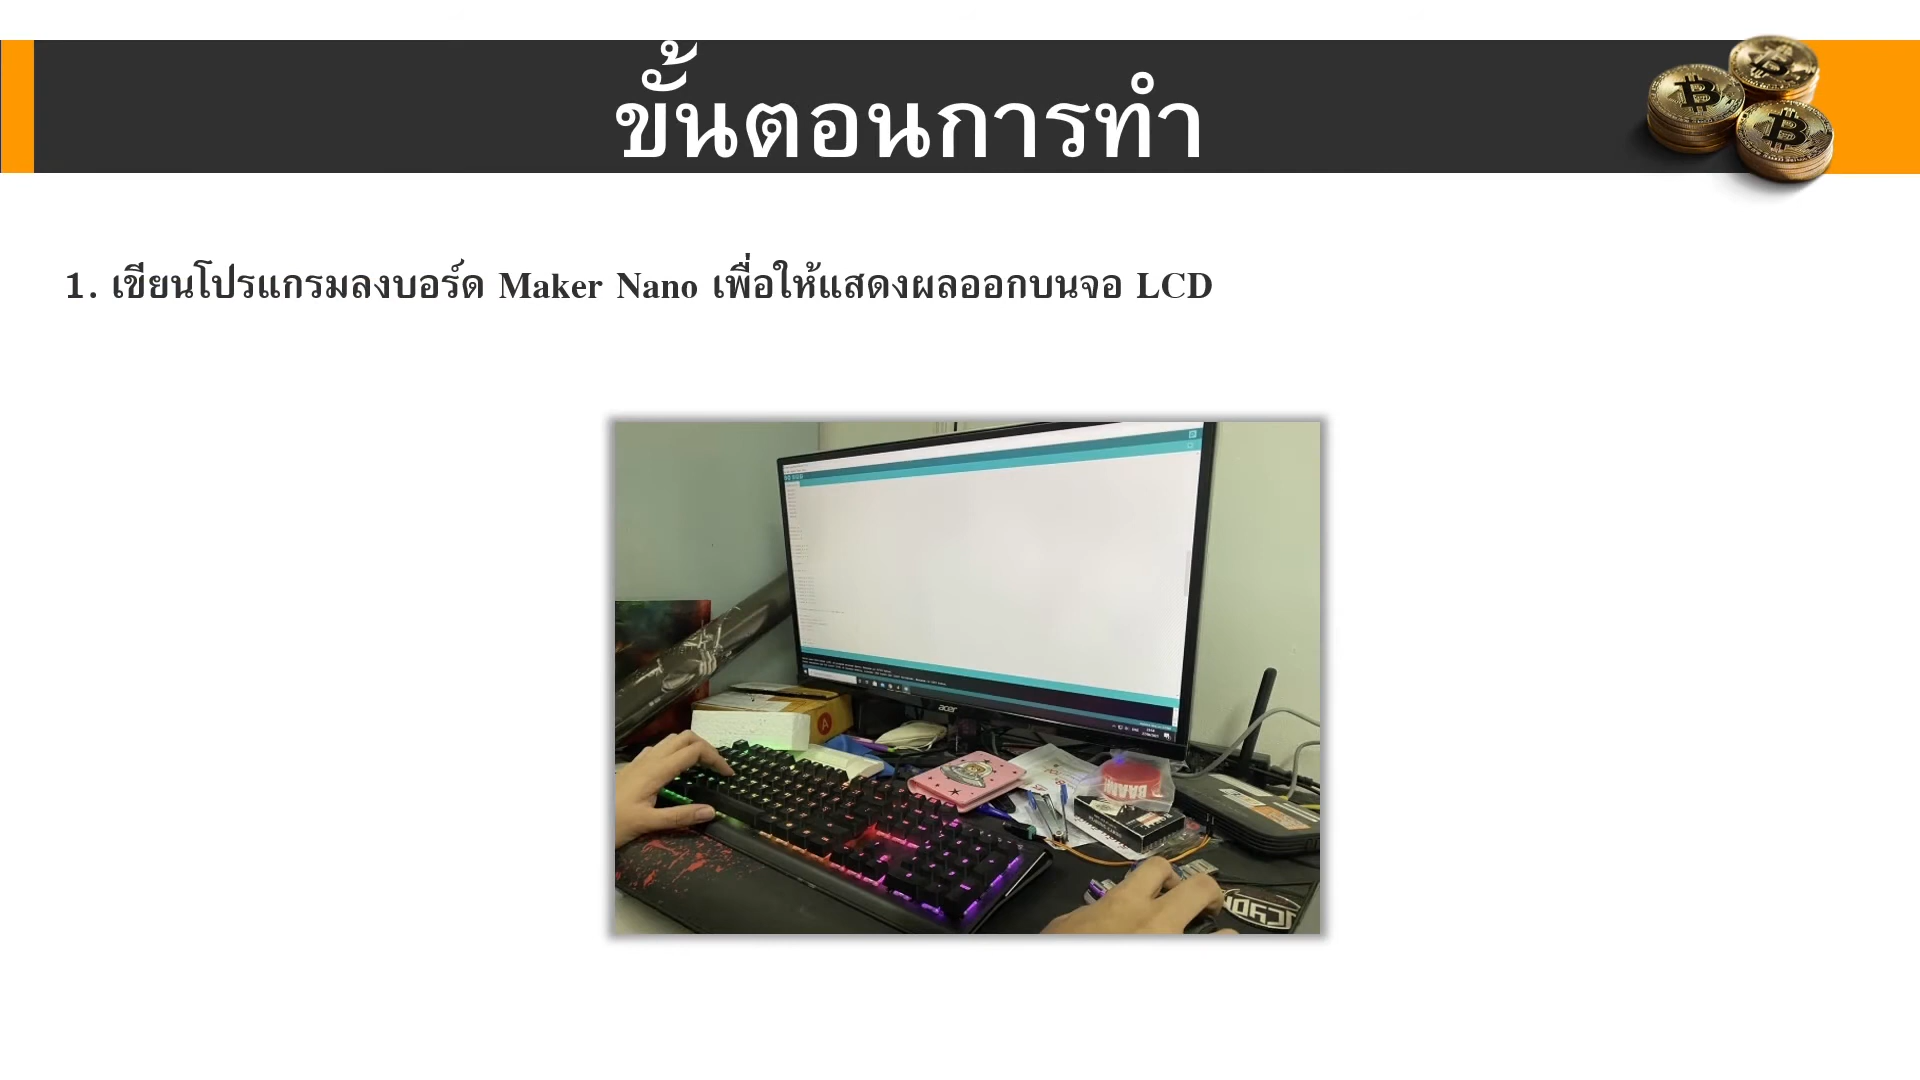 ขั้นตอนการทำ
1. เขียนโปรแกรมลงบอร์ด Maker Nano เพื่อให้แสดงผลออกบนจอ LCD
acer